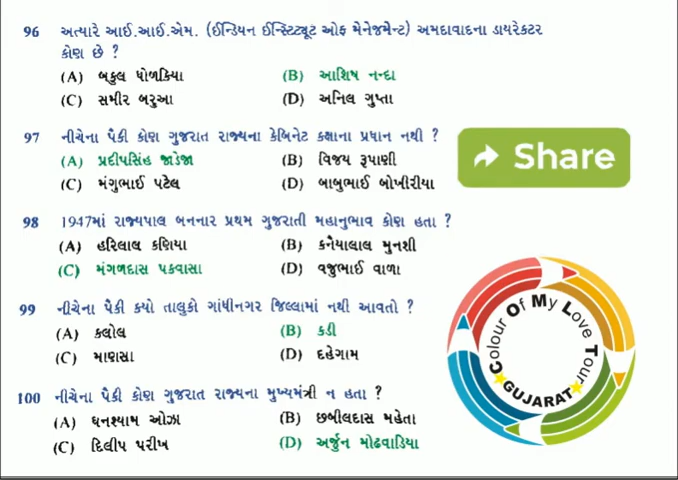 96 અત્યારે આઈ.આઈ.એમ. (ઈન્ડિયન ઈન્સ્ટિટ્યૂટ ઓફ મેનેજમેન્ટ) અમદાવાદના ડાયરેક્ટર
કોણ છે ?
(A) બકુલ ધોળકિયા (B) આશિષ નન્દા
(C) સમીર બરુઆ (D) અનિલ ગુપ્તા
97 નીચેના પૈકી કોણ ગુજરાત રાજ્યના કેબિનેટ કક્ષાના પ્રધાન નથી ?
(A) પ્રદીપસિંહ જાડેજા (B) વિજય રૂપાણી
(C) મંગુભાઈ પટેલ (D) બાબુભાઈ બોખીરીયા
Share
98 1947માં રાજ્યપાલ બનનાર પ્રથમ ગુજરાતી મહાનુભાવ કોણ હતા ?
(A) હરિલાલ કણિયા (B) કનૈયાલાલ મુનશી
(C) મંગળદાસ પકવાસા (D) વજુભાઈ વાળા
99 નીચેના પૈકી ક્યો તાલુકો ગાંધીનગર જિલ્લામાં નથી આવતો ?
(A) કલોલ (B) કડી
(C) માણસા (D) દહેગામ
100 નીચેના પૈકી કોણ ગુજરાત રાજ્યના મુખ્યમંત્રી ન હતા ?
(A) ઘનશ્યામ ઓઝા (B) છબીલદાસ મહેતા
(C) દિલીપ પરીખ (D) અર્જુન મોઢવાડિયા
Colour Of My Love Tour
GUJARAT